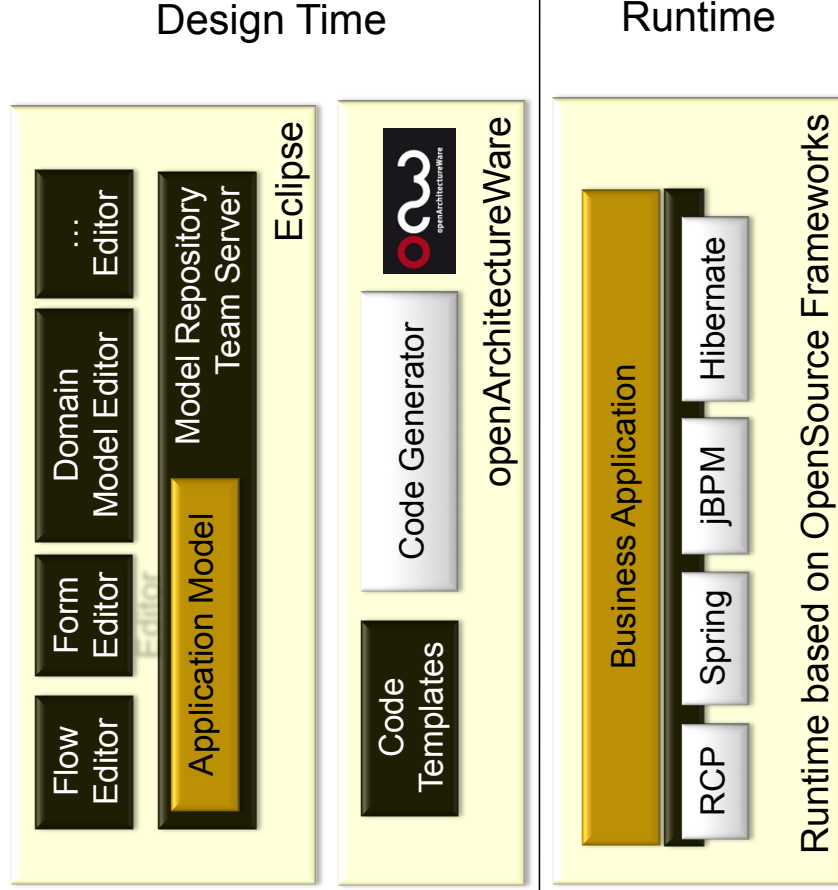 Design Time
Runtime
Flow
Editor
Form
Editor
Editor
Domain
Model Editor
…
Editor
Application Model
Model Repository
Team Server
Eclipse
Code
Templates
Code Generator
openArchitectureWare
openArchitectureWare
Business Application
RCP
Spring
jBPM
Hibernate
Runtime based on OpenSource Frameworks